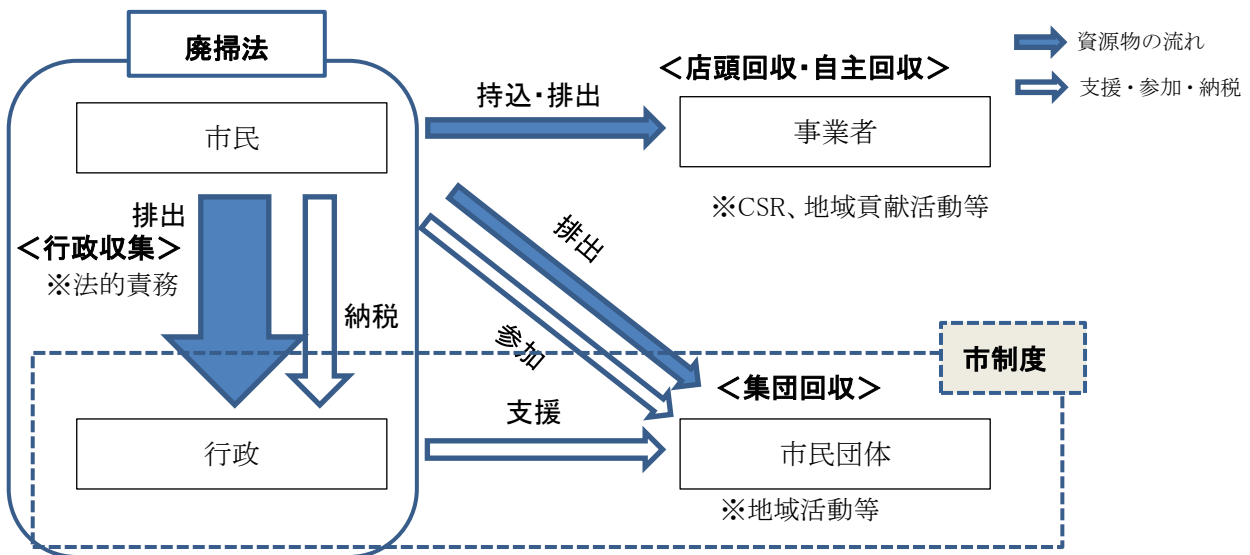 廃掃法
資源物の流れ
支援・参加・納税
＜店頭回収・自主回収＞
持込・排出
市民
事業者
※CSR、地域貢献活動等
排出
＜行政収集＞
※法的責務
納税
排出
参加
市制度
＜集団回収＞
支援
行政
市民団体
※地域活動等